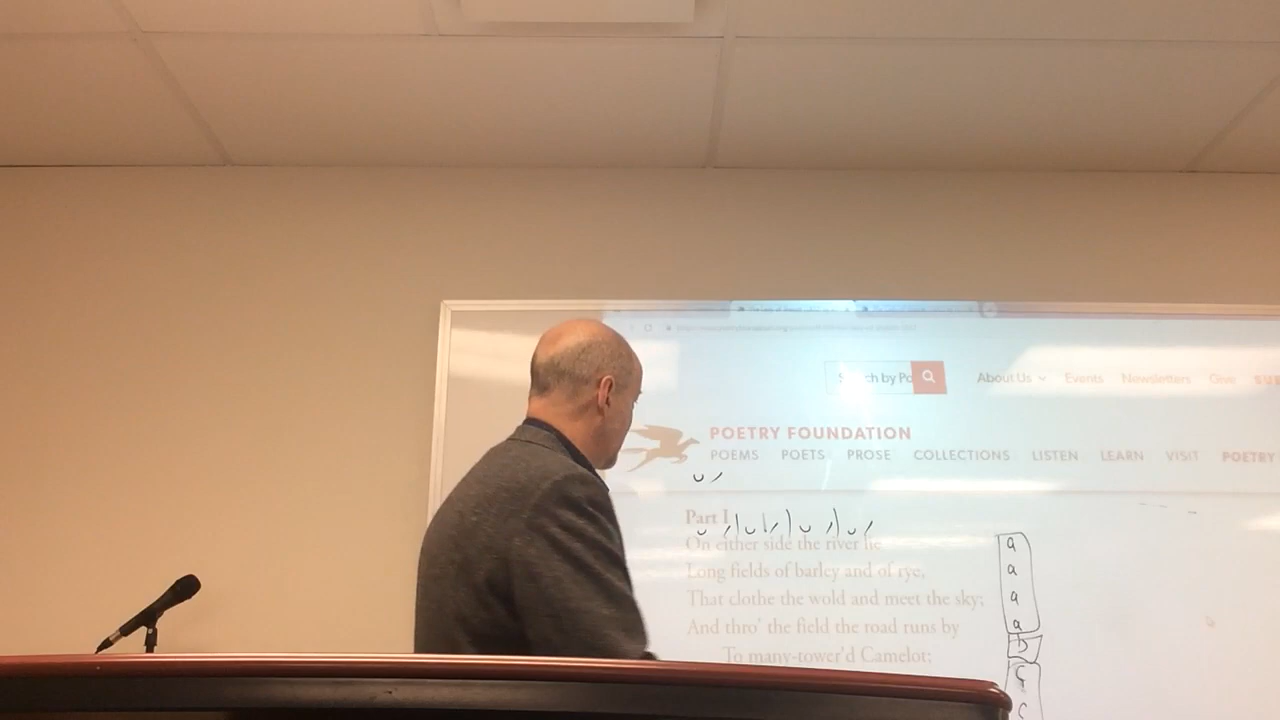 Search by Po
About Us Events Newsletters Give SUB
POETRY FOUNDATION
POEMS POETS PROSE COLLECTIONS LISTEN LEARN VISIT POETRY
Part I
On either side the river lie
Long fields of barley and of rye,
That clothe the wold and meet the sky;
And thro' the field the road runs by
To many-tower'd Camelot;
a
a
a
a
b
c
c